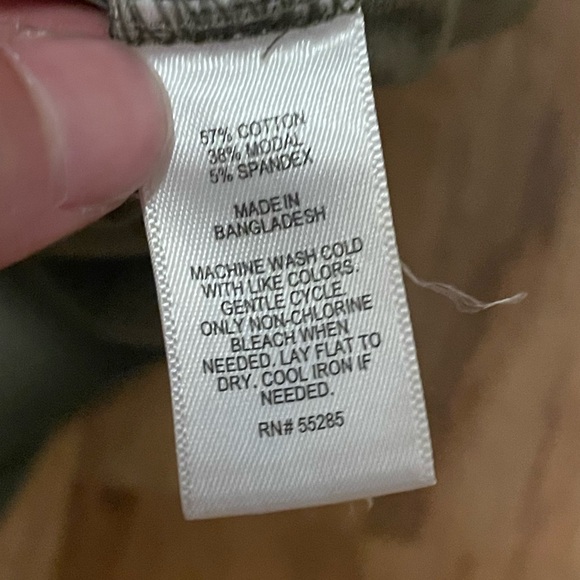 57% COTTON
38% MODAL
5% SPANDEX
MADE IN
BANGLADESH
MACHINE WASH COLD
WITH LIKE COLORS.
GENTLE CYCLE.
ONLY NON-CHLORINE
BLEACH WHEN
NEEDED. LAY FLAT TO
DRY. COOL IRON IF
NEEDED.
RN# 55285